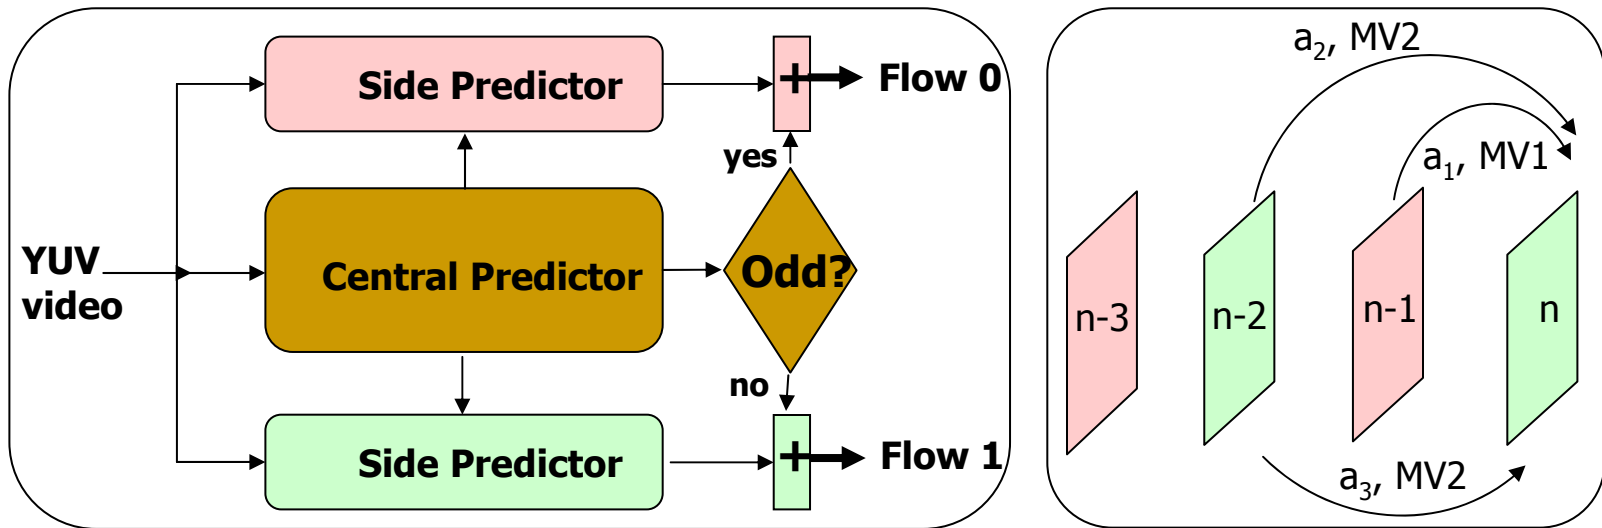 Side Predictor
+
Flow 0
yes
YUV
video
Central Predictor
Odd?
no
Side Predictor
+
Flow 1
a₂, MV2
a₁, MV1
n-3
n-2
n-1
n
a₃, MV2